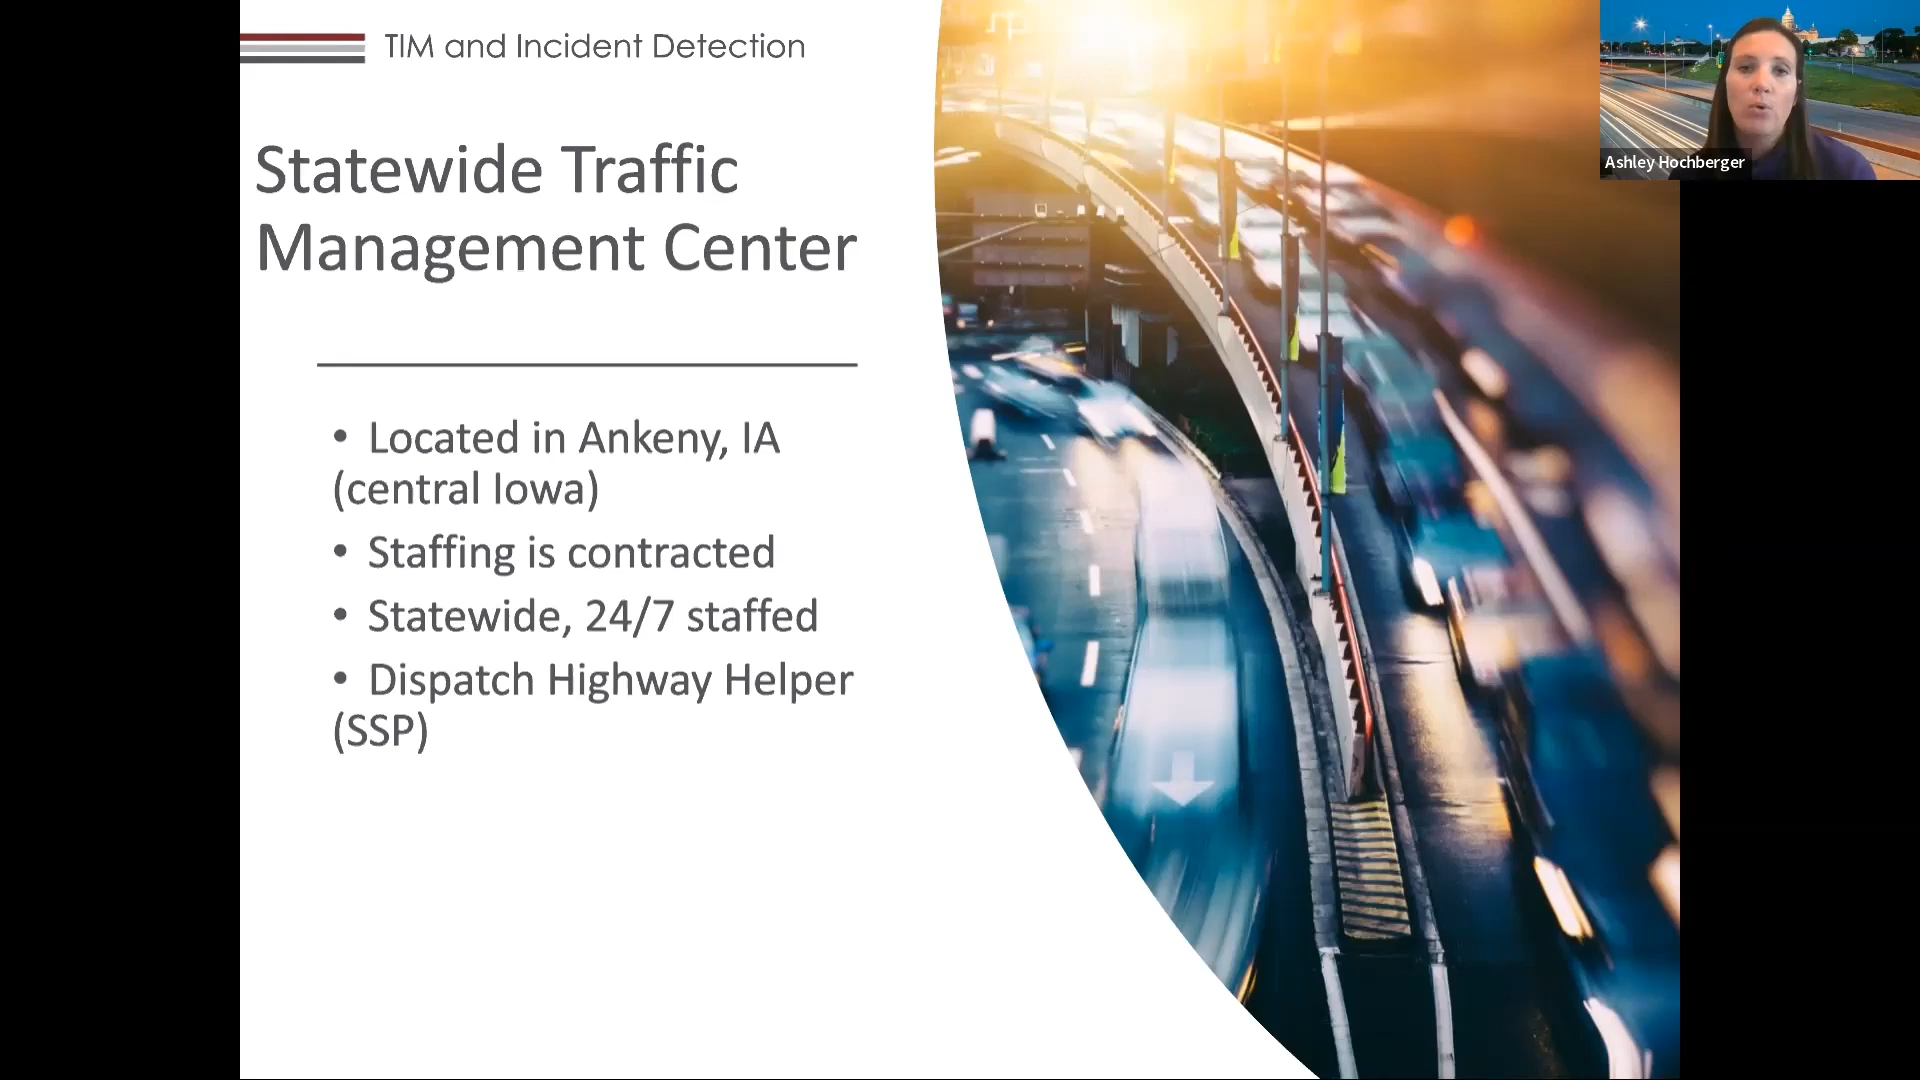 TIM and Incident Detection
Statewide Traffic
Management Center
• Located in Ankeny, IA
(central Iowa)
• Staffing is contracted
• Statewide, 24/7 staffed
• Dispatch Highway Helper
(SSP)
Ashley Hochberger